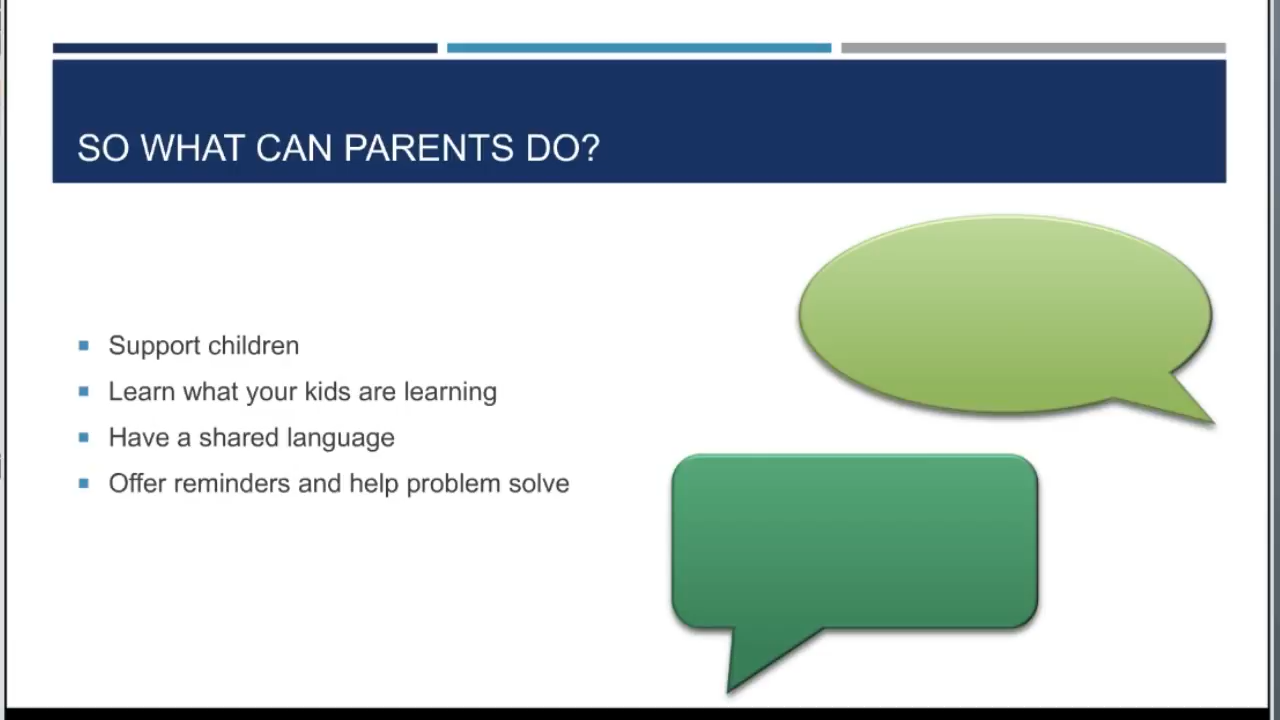 SO WHAT CAN PARENTS DO?
Support children
Learn what your kids are learning
Have a shared language
Offer reminders and help problem solve